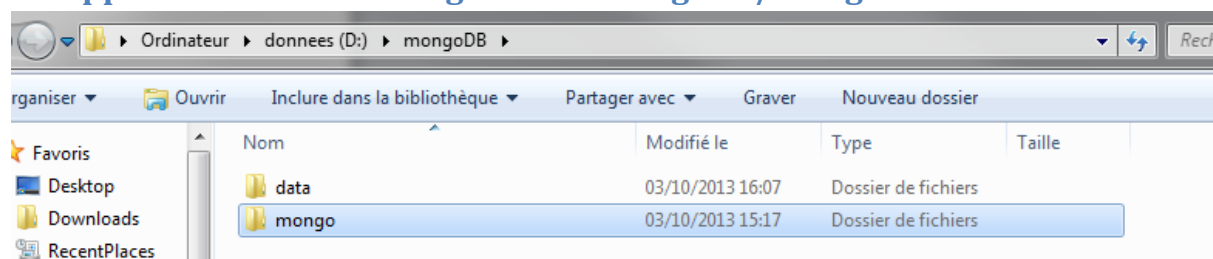 Ordinateur donnees (D:) mongoDB
Ouvrir Inclure dans la bibliothèque Partager avec Graver Nouveau dossier
Favoris Nom Modifié le Type Taille
Desktop data 03/10/2013 16:07 Dossier de fichiers
Downloads mongo 03/10/2013 15:17 Dossier de fichiers
RecentPlaces